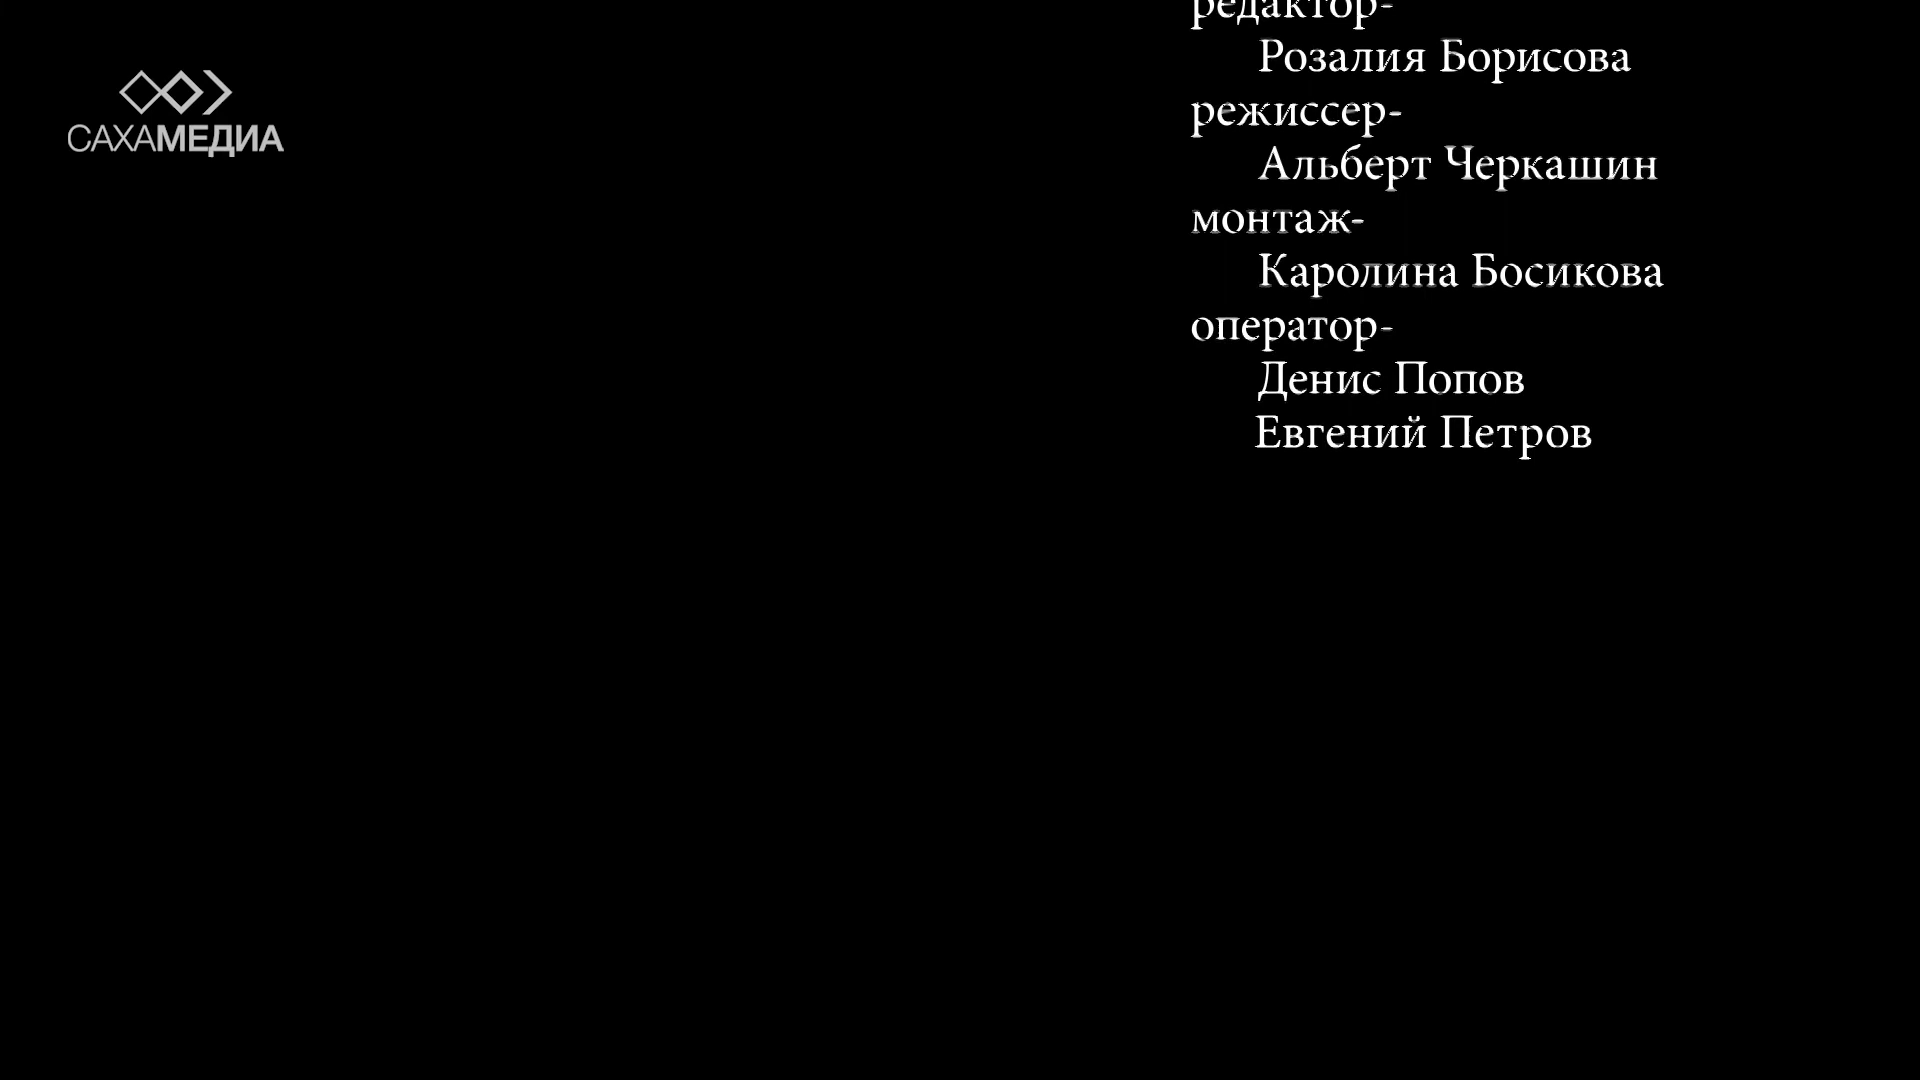 САХАМЕДИА
редактор-
Розалия Борисова
режиссер-
Альберт Черкашин
монтаж-
Каролина Босикова
оператор-
Денис Попов
Евгений Петров